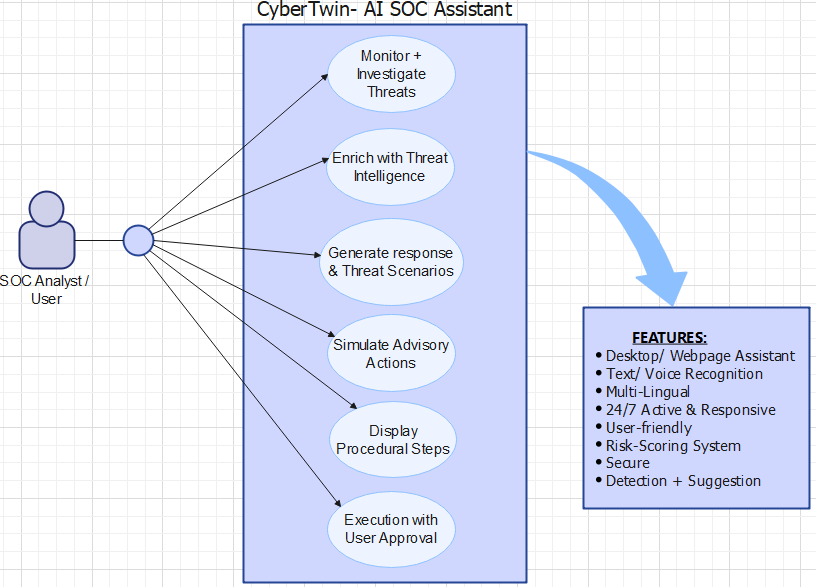 CyberTwin- AI SOC Assistant
Monitor +
Investigate
Threats
Enrich with Threat
Intelligence
Generate response
& Threat Scenarios
Simulate Advisory
Actions
Display
Procedural Steps
Execution with
User Approval
SOC Analyst /
User
FEATURES:
• Desktop/ Webpage Assistant
• Text/ Voice Recognition
• Multi-Lingual
• 24/7 Active & Responsive
• User-friendly
• Risk-Scoring System
• Secure
• Detection + Suggestion